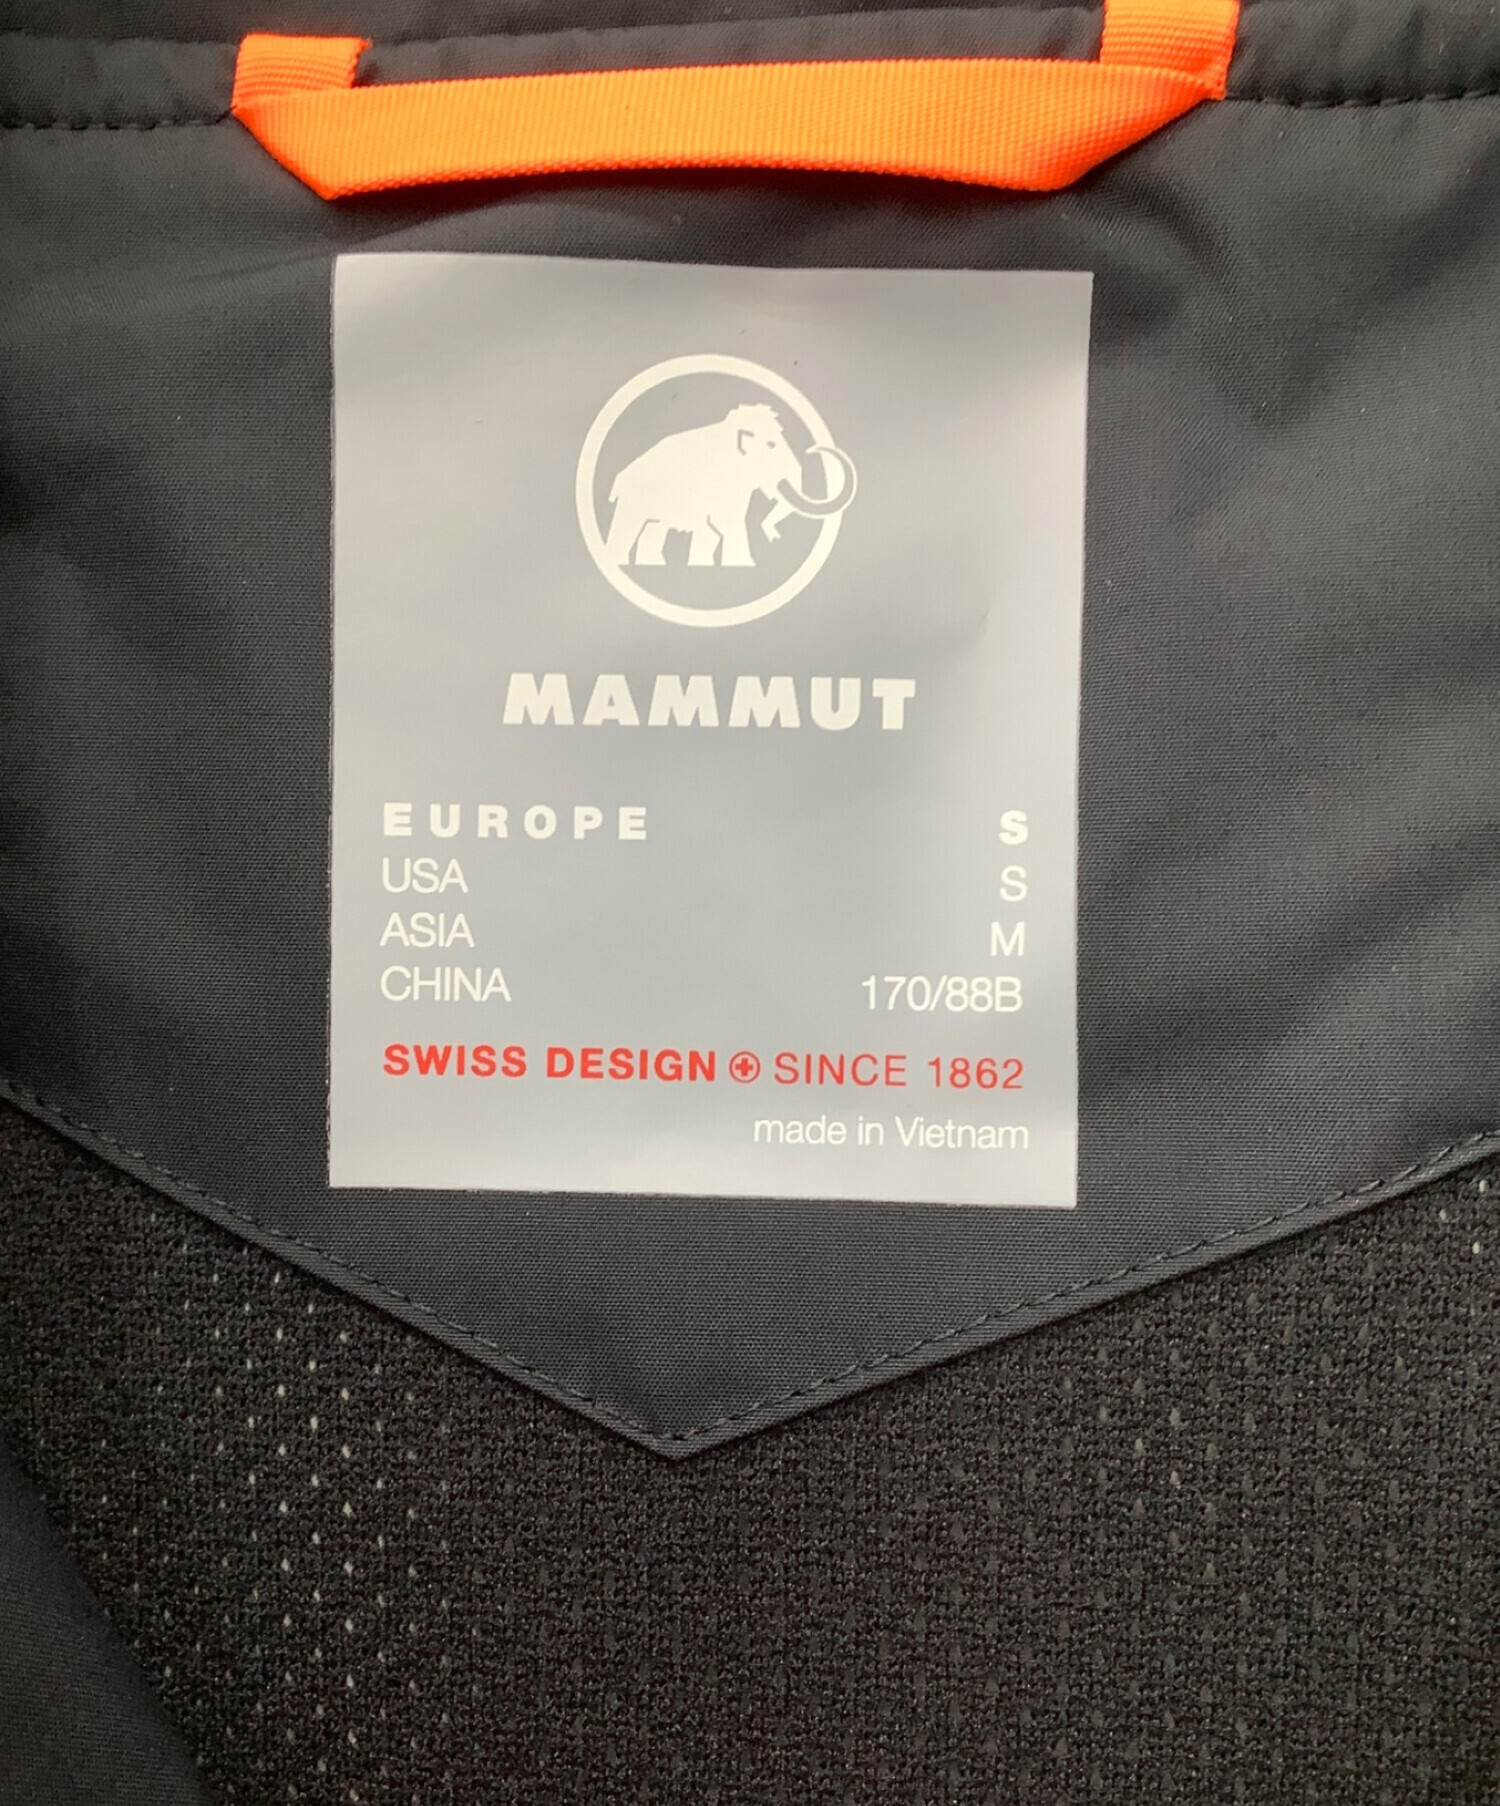 MAMMUT
EUROPE S
USA S
ASIA M
CHINA 170/88B
SWISS DESIGN SINCE 1862
made in Vietnam